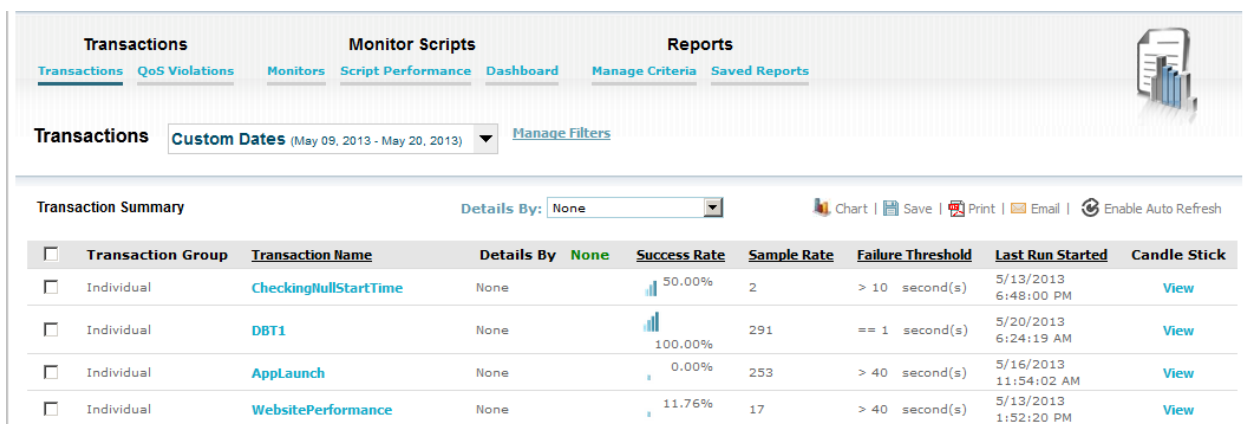 Transactions Monitor Scripts Reports
Transactions QoS Violations Monitors Script Performance Dashboard Manage Criteria Saved Reports
Transactions Custom Dates (May 09, 2013 - May 20, 2013) Manage Filters
Transaction Summary Details By: None Chart | Save | Print | Email | Enable Auto Refresh
Transaction Group Transaction Name Details By None Success Rate Sample Rate Failure Threshold Last Run Started Candle Stick
Individual CheckingNullStartTime None 50.00% 2 > 10 second(s) 5/13/2013 6:48:00 PM View
Individual DBT1 None 100.00% 291 == 1 second(s) 5/20/2013 6:24:19 AM View
Individual AppLaunch None 0.00% 253 > 40 second(s) 5/16/2013 11:54:02 AM View
Individual WebsitePerformance None 11.76% 17 > 40 second(s) 5/13/2013 1:52:20 PM View